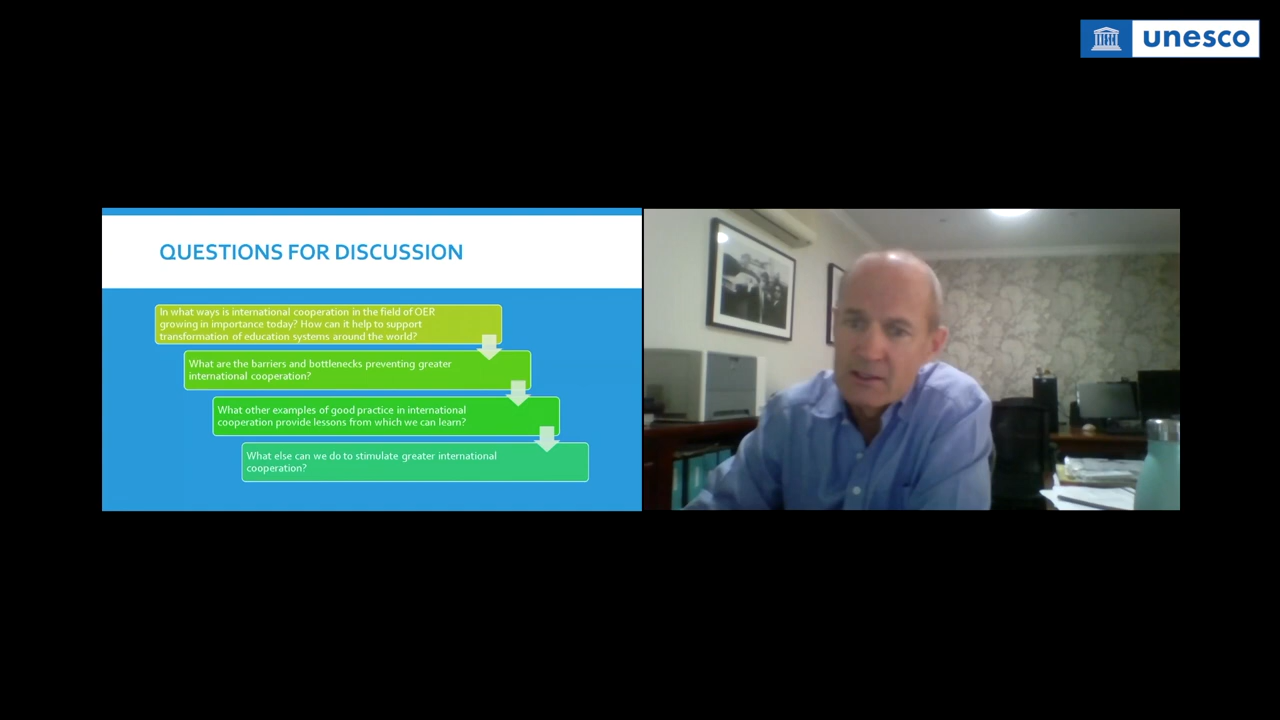 unesco
QUESTIONS FOR DISCUSSION
In what ways is international cooperation in the field of OER
growing in importance today? How can it help to support
transformation of education systems around the world?
What are the barriers and bottlenecks preventing greater
international cooperation?
What other examples of good practice in international
cooperation provide lessons from which we can learn?
What else can we do to stimulate greater international
cooperation?